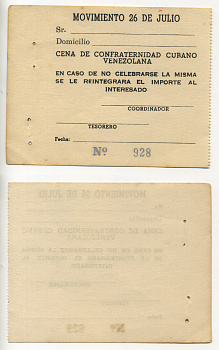 MOVIMIENTO 26 DE JULIO
Sr.
Domicilio
CENA DE CONFRATERNIDAD CUBANO
VENEZOLANA
EN CASO DE NO CELEBRARSE LA MISMA
SE LE REINTEGRARA EL IMPORTE AL
INTERESADO
COORDINADOR
TESORERO
Fecha:
Nº 928